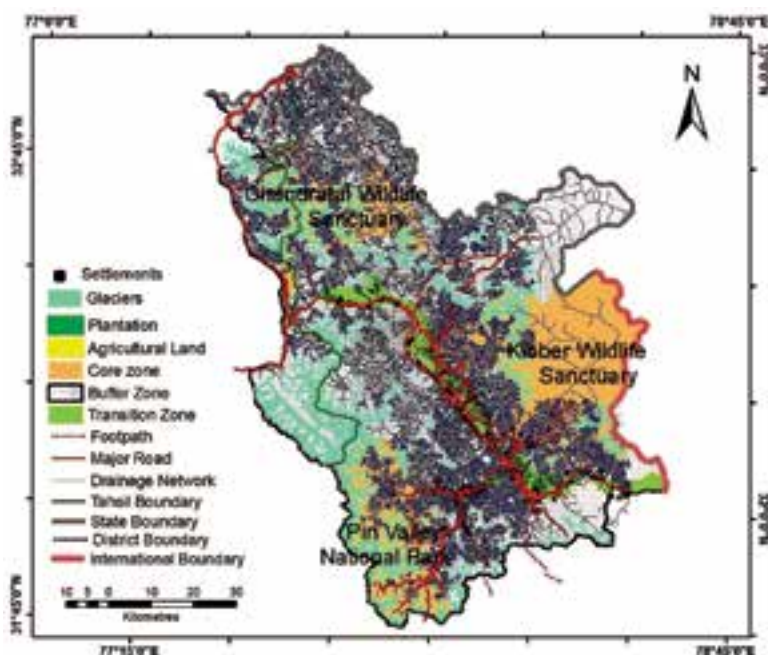 77°0'0"E
78°45'0"E
N
32°45'0"N
Chandratal Wildlife
Sanctuary
Settlements
Glaciers
Plantation
Agricultural Land
Core zone
Buffer Zone
Transition Zone
Footpath
Major Road
Drainage Network
Tahsil Boundary
State Boundary
District Boundary
International Boundary
Kibber Wildlife
Sanctuary
Pin Valley
National Park
10 5 0 10 20 30
Kilometres
31°45'0"N
77°15'0"E
78°45'0"E